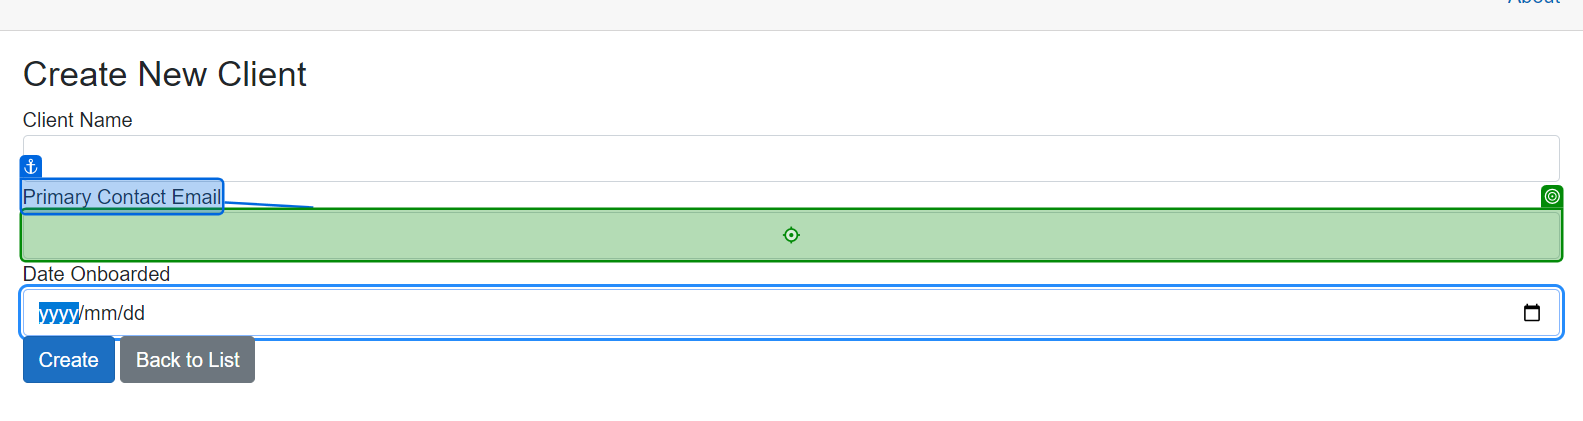 About
Create New Client
Client Name
Primary Contact Email
Date Onboarded
yyyy/mm/dd
Create Back to List